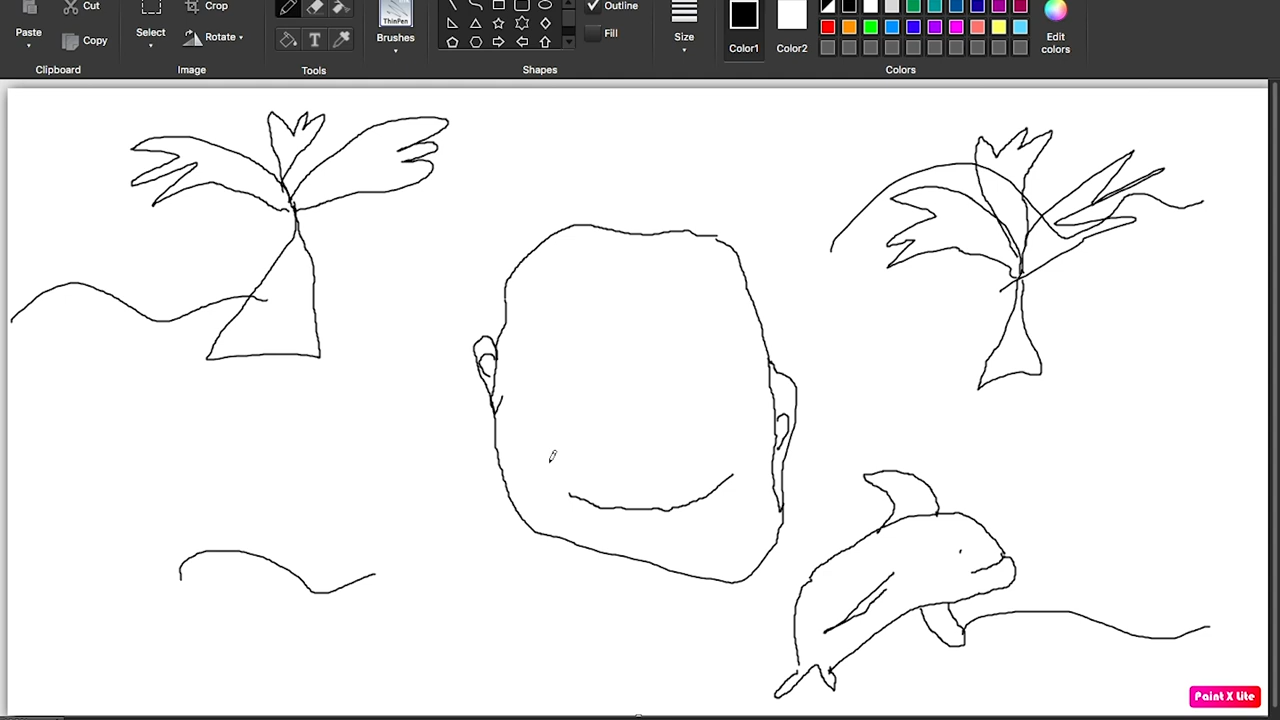 Cut
Crop
ThinPen
Outline
Paste
Copy
Select
Rotate
Brushes
Fill
Size
Color1
Color2
Edit colors
Clipboard
Image
Tools
Shapes
Colors
T
Paint X Lite